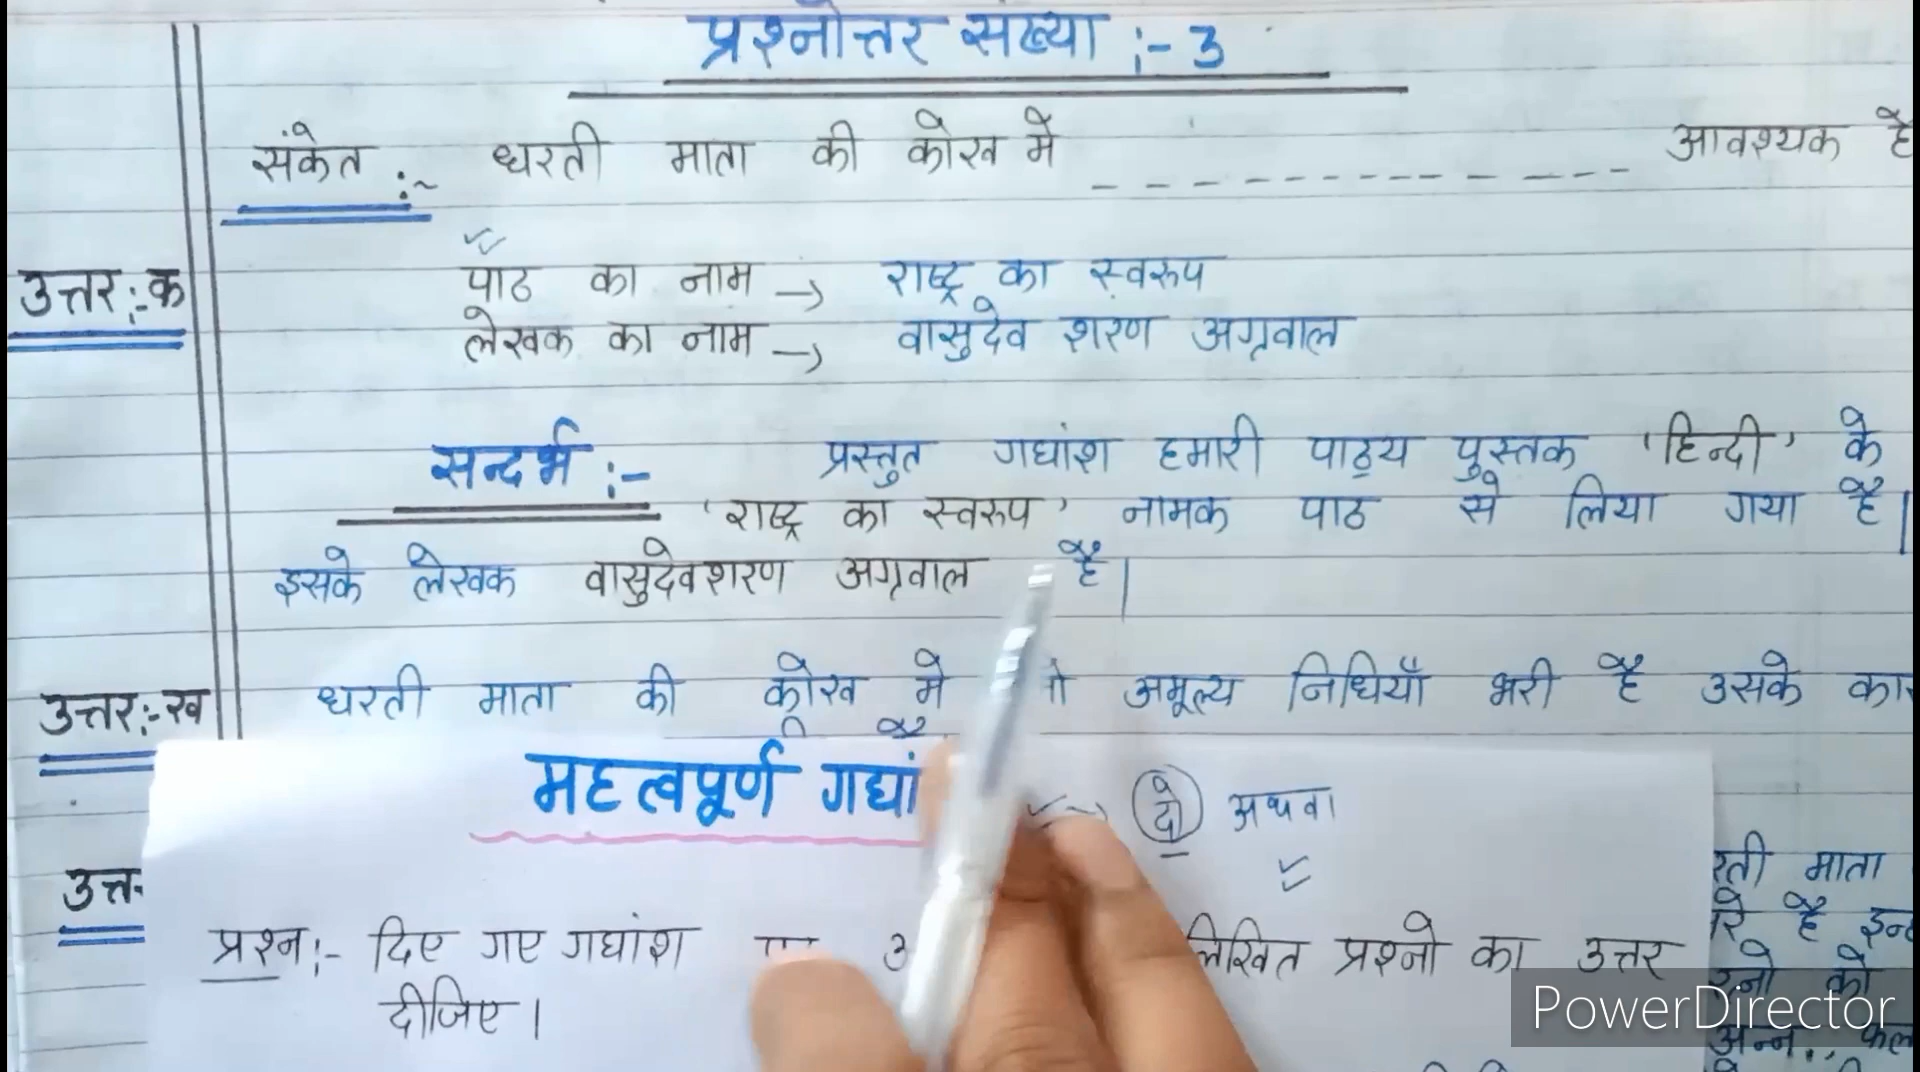 प्रश्नोत्तर संख्या :- 3
संकेत :- धरती माता की कोख में ------------- आवश्यक है
उत्तर:-क
पाठ का नाम → राष्ट्र का स्वरुप
लेखक का नाम → वासुदेव शरण अग्रवाल
सन्दर्भ :- प्रस्तुत गद्यांश हमारी पाठ्य पुस्तक 'हिन्दी' के
'राष्ट्र का स्वरुप' नामक पाठ से लिया गया है।
इसके लेखक वासुदेवशरण अग्रवाल है।
उत्तर:-ख धरती माता की कोख मे अमूल्य निधियाँ भरी है उसके
महत्वपूर्ण
दो अथवा
रती माता
प्रश्न:- दिए गए गद्यांश प्रश्नो का उत्तर
दीजिए।
PowerDirector